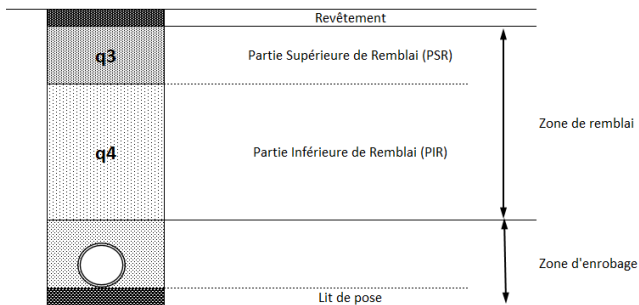 Revêtement
q3
Partie Supérieure de Remblai (PSR)
Zone de remblai
q4
Partie Inférieure de Remblai (PIR)
Zone d'enrobage
Lit de pose